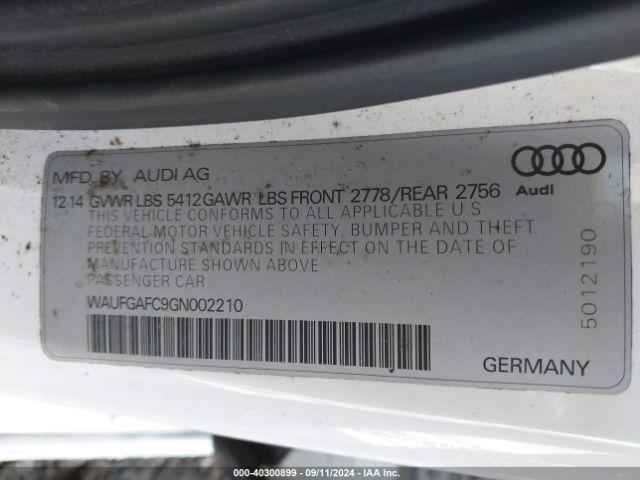 MFD BY AUDI AG
Audi
12.14 GVWR LBS 5412 GAWR LBS FRONT 2778/REAR 2756
THIS VEHICLE CONFORMS TO ALL APPLICABLE U.S
FEDERAL MOTOR VEHICLE SAFETY, BUMPER AND THEFT
PREVENTION STANDARDS IN EFFECT ON THE DATE OF
MANUFACTURE SHOWN ABOVE
PASSENGER CAR
WAUFGAFC9GN002210
GERMANY
5012190
000-40300899 - 09/11/2024 - IAA Inc.